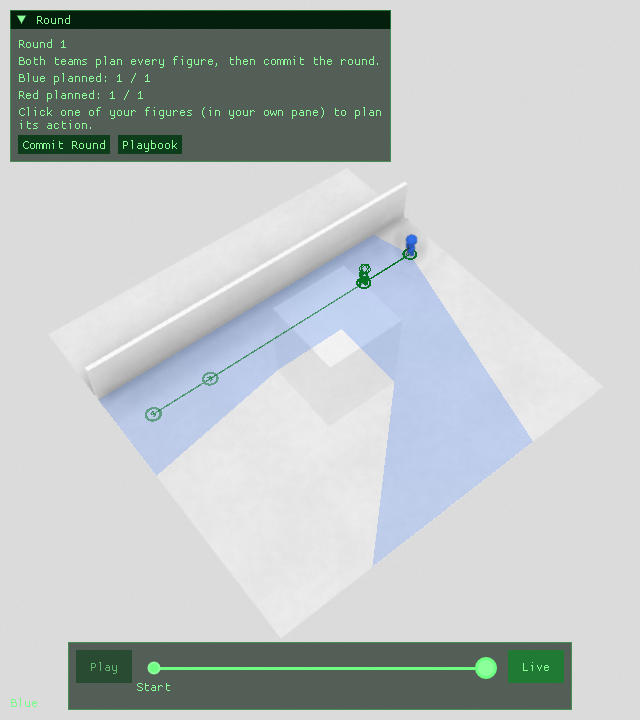 Round
Round 1
Both teams plan every figure, then commit the round.
Blue planned: 1 / 1
Red planned: 1 / 1
Click one of your figures (in your own pane) to plan
its action.
Commit Round Playbook
Play Live
Start
Blue